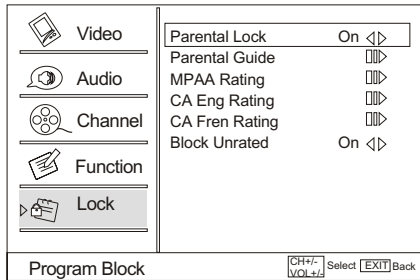 Video
Audio
Channel
Function
Lock
Parental Lock On
Parental Guide
MPAA Rating
CA Eng Rating
CA Fren Rating
Block Unrated On
Program Block
CH+/- VOL+/- Select EXIT Back